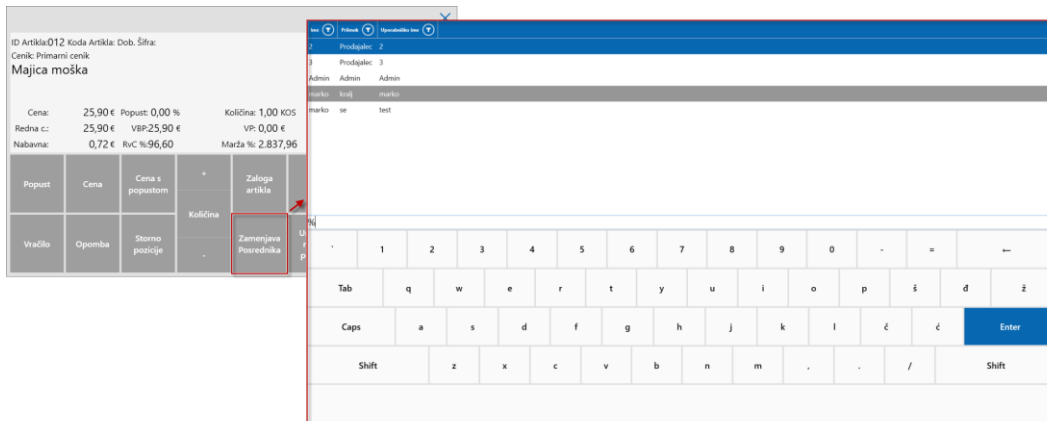 ID Artikla:012 Koda Artikla: Dob. Šifra:
Cenik: Primarni cenik
Majica moška
Cena: 25,90 € Popust: 0,00 % Količina: 1,00 KOS
Redna c.: 25,90 € VBP:25,90 € VP: 0,00 €
Nabavna: 0,72 € RvC %:96,60 Marža %: 2.837,96
Popust
Cena
Cena s
popustom
+
Količina
-
Zaloga
artikla
Vračilo
Opomba
Storno
pozicije
Zamenjava
Posrednika
Ime Priimek Uporabniško ime
2 Prodajalec 2
3 Prodajalec 3
Admin Admin Admin
marko kralj marko
marko se test
%
` 1 2 3 4 5 6 7 8 9 0 - = ←
Tab q w e r t y u i o p š đ ž
Caps a s d f g h j k l č ć Enter
Shift z x c v b n m , . / Shift